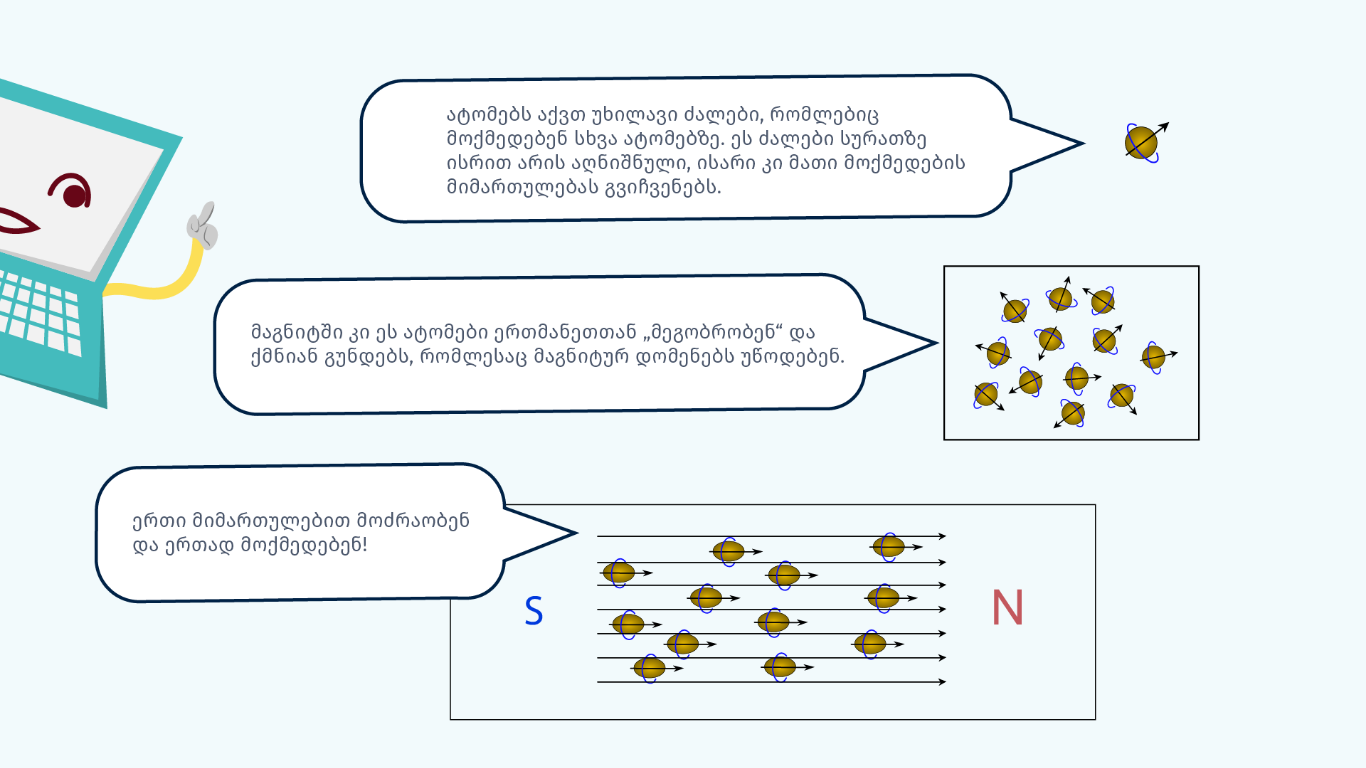 ატომებს აქვთ უხილავი ძალები, რომლებიც
მოქმედებენ სხვა ატომებზე. ეს ძალები სურათზე
ისრით არის აღნიშნული, ისარი კი მათი მოქმედების
მიმართულებას გვიჩვენებს.
მაგნიტში კი ეს ატომები ერთმანეთთან „მეგობრობენ“ და
ქმნიან გუნდებს, რომლესაც მაგნიტურ დომენებს უწოდებენ.
ერთი მიმართულებით მოძრაობენ
და ერთად მოქმედებენ!
S
N